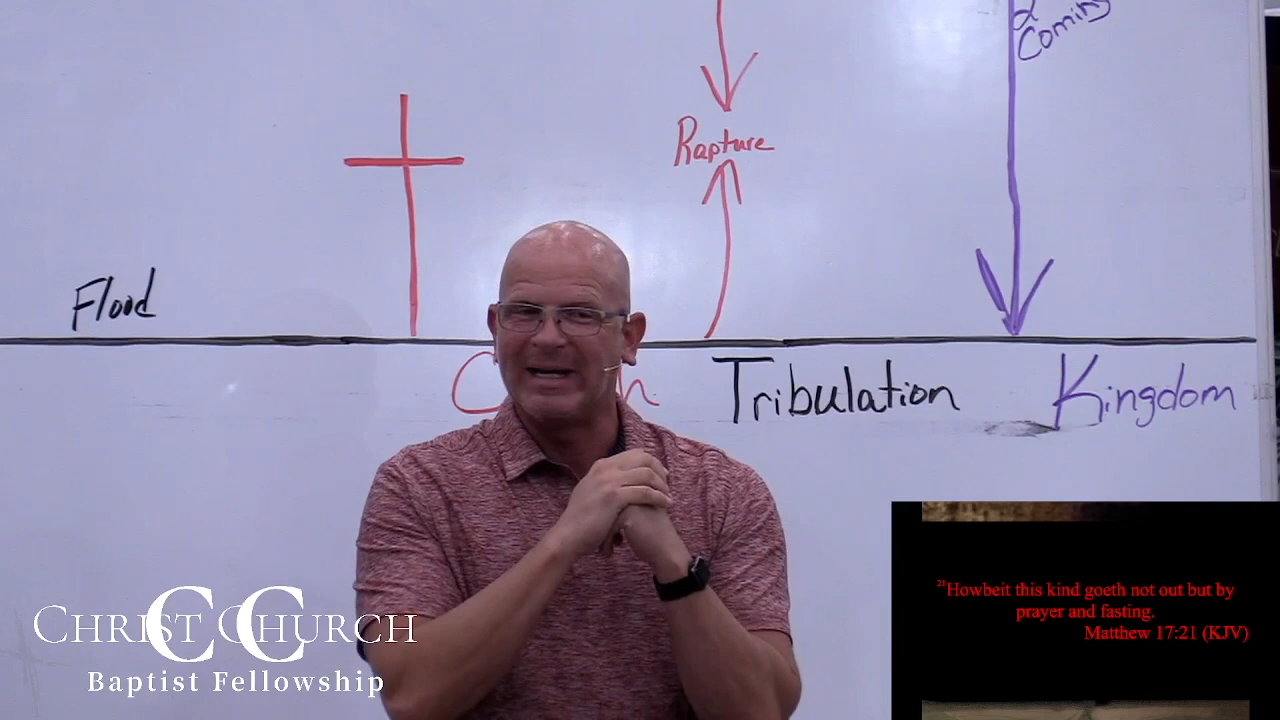 Coming
Rapture
Flood
Tribulation
Kingdom
CHRIST CHURCH
CC
Baptist Fellowship
21Howbeit this kind goeth not out but by
prayer and fasting.
Matthew 17:21 (KJV)